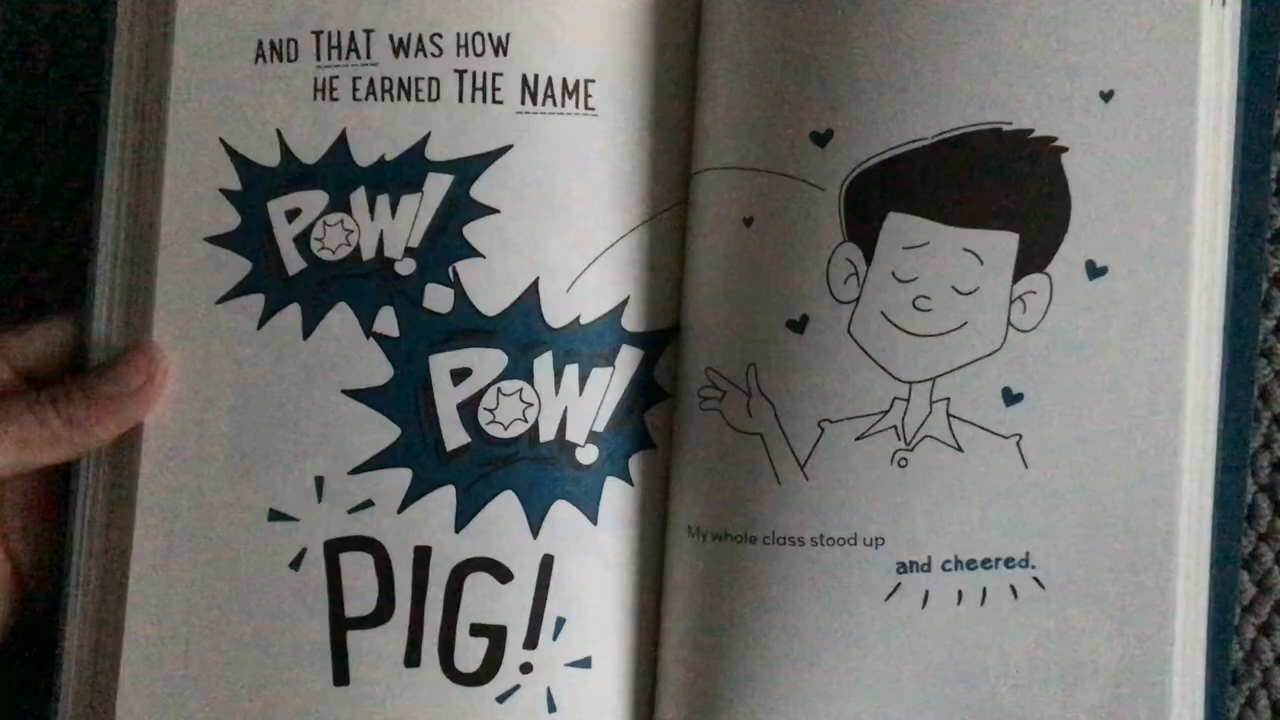 AND THAT WAS HOW
HE EARNED THE NAME
POW!
POW!
PIG!
My whole class stood up
and cheered.